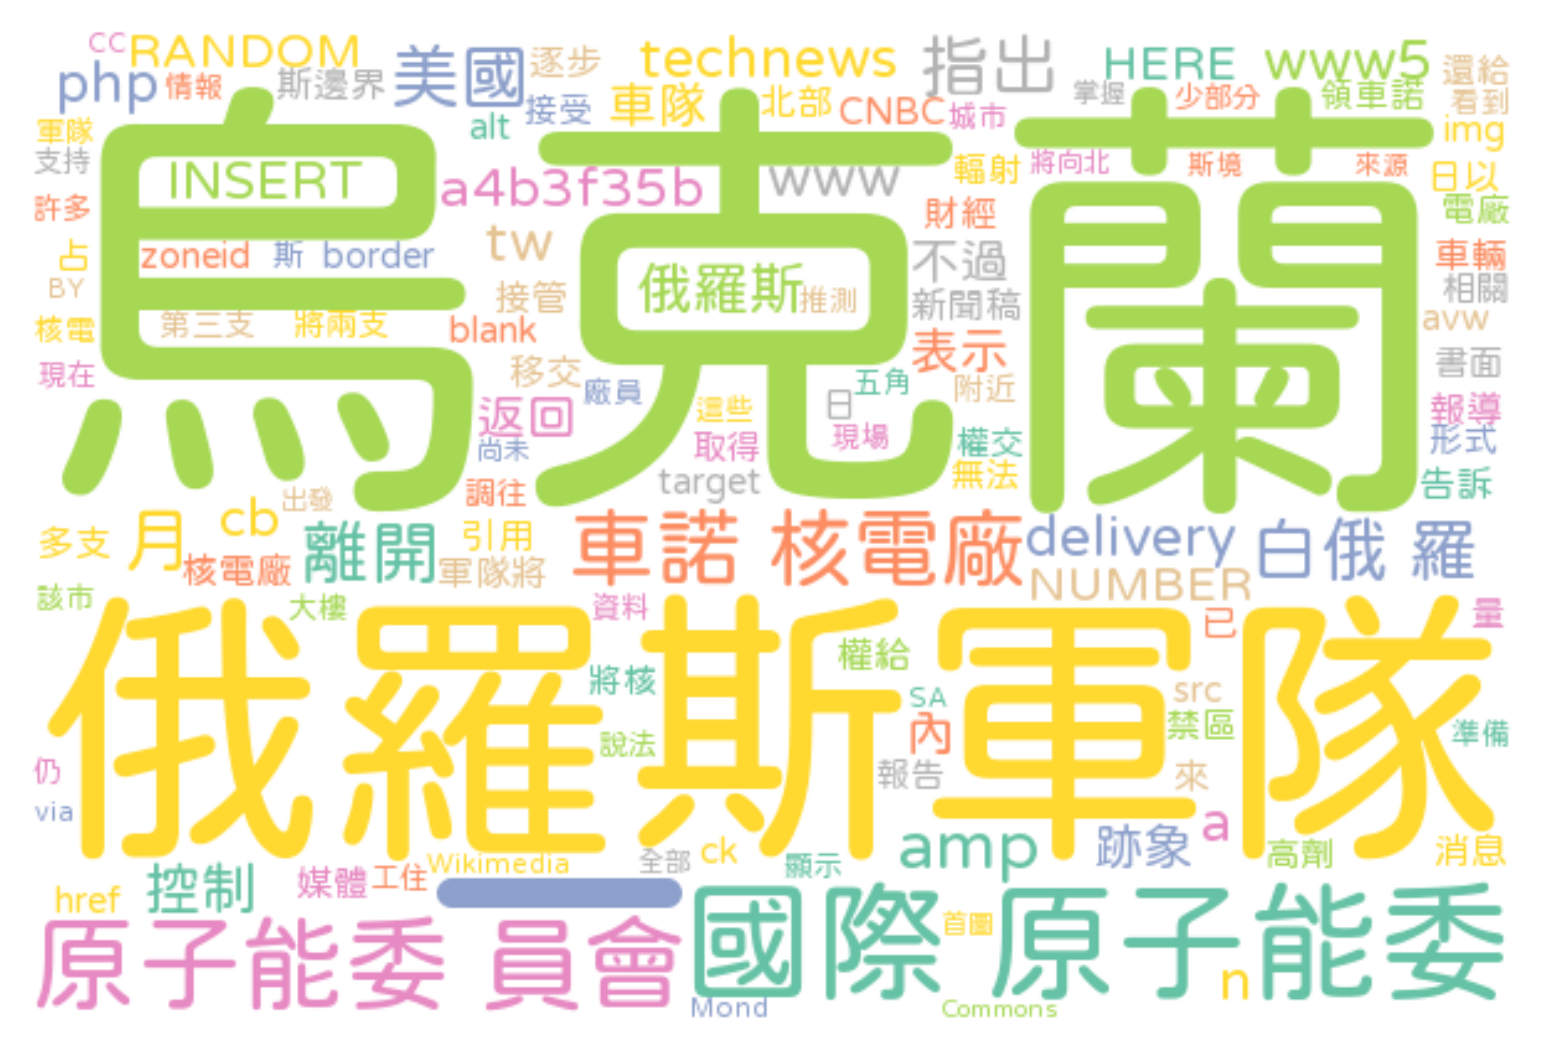 cc RANDOM 美國 逐步 technews 指出 HERE www5 還給
php 情報 斯邊界 接受 車隊 北部 CNBC 城市 掌握 少部分 領車諾 看到
軍隊 alt img
支持 INSERT a4b3f35b www 輻射 將向北 斯境 來源 日以
許多 財經 電廠
占 zoneid 斯 border tw 不過 車輛
烏克蘭
BY 接管 俄羅斯 推測 新聞稿 相關
核電 第三支 將兩支 blank 表示 avw
現在 移交 廠員 五角 附近 書面
返回 這些 日 報導
尚未 取得 現場 權交 形式
調往 target 無法 告訴
出發
多支 月 cb 離開 引用 車諾 核電廠 delivery 白俄 羅
核電廠 軍隊將 NUMBER
該市 大樓 資料 已 量
俄羅斯軍隊
將核 權給 SA src
說法 內 禁區 準備
仍 報告 來
via a
amp 跡象 高劑 消息
Wikimedia 全部 ck 顯示
href 控制 媒體 工住
原子能委 員會 國際 原子能委
首圖 n
Mond Commons